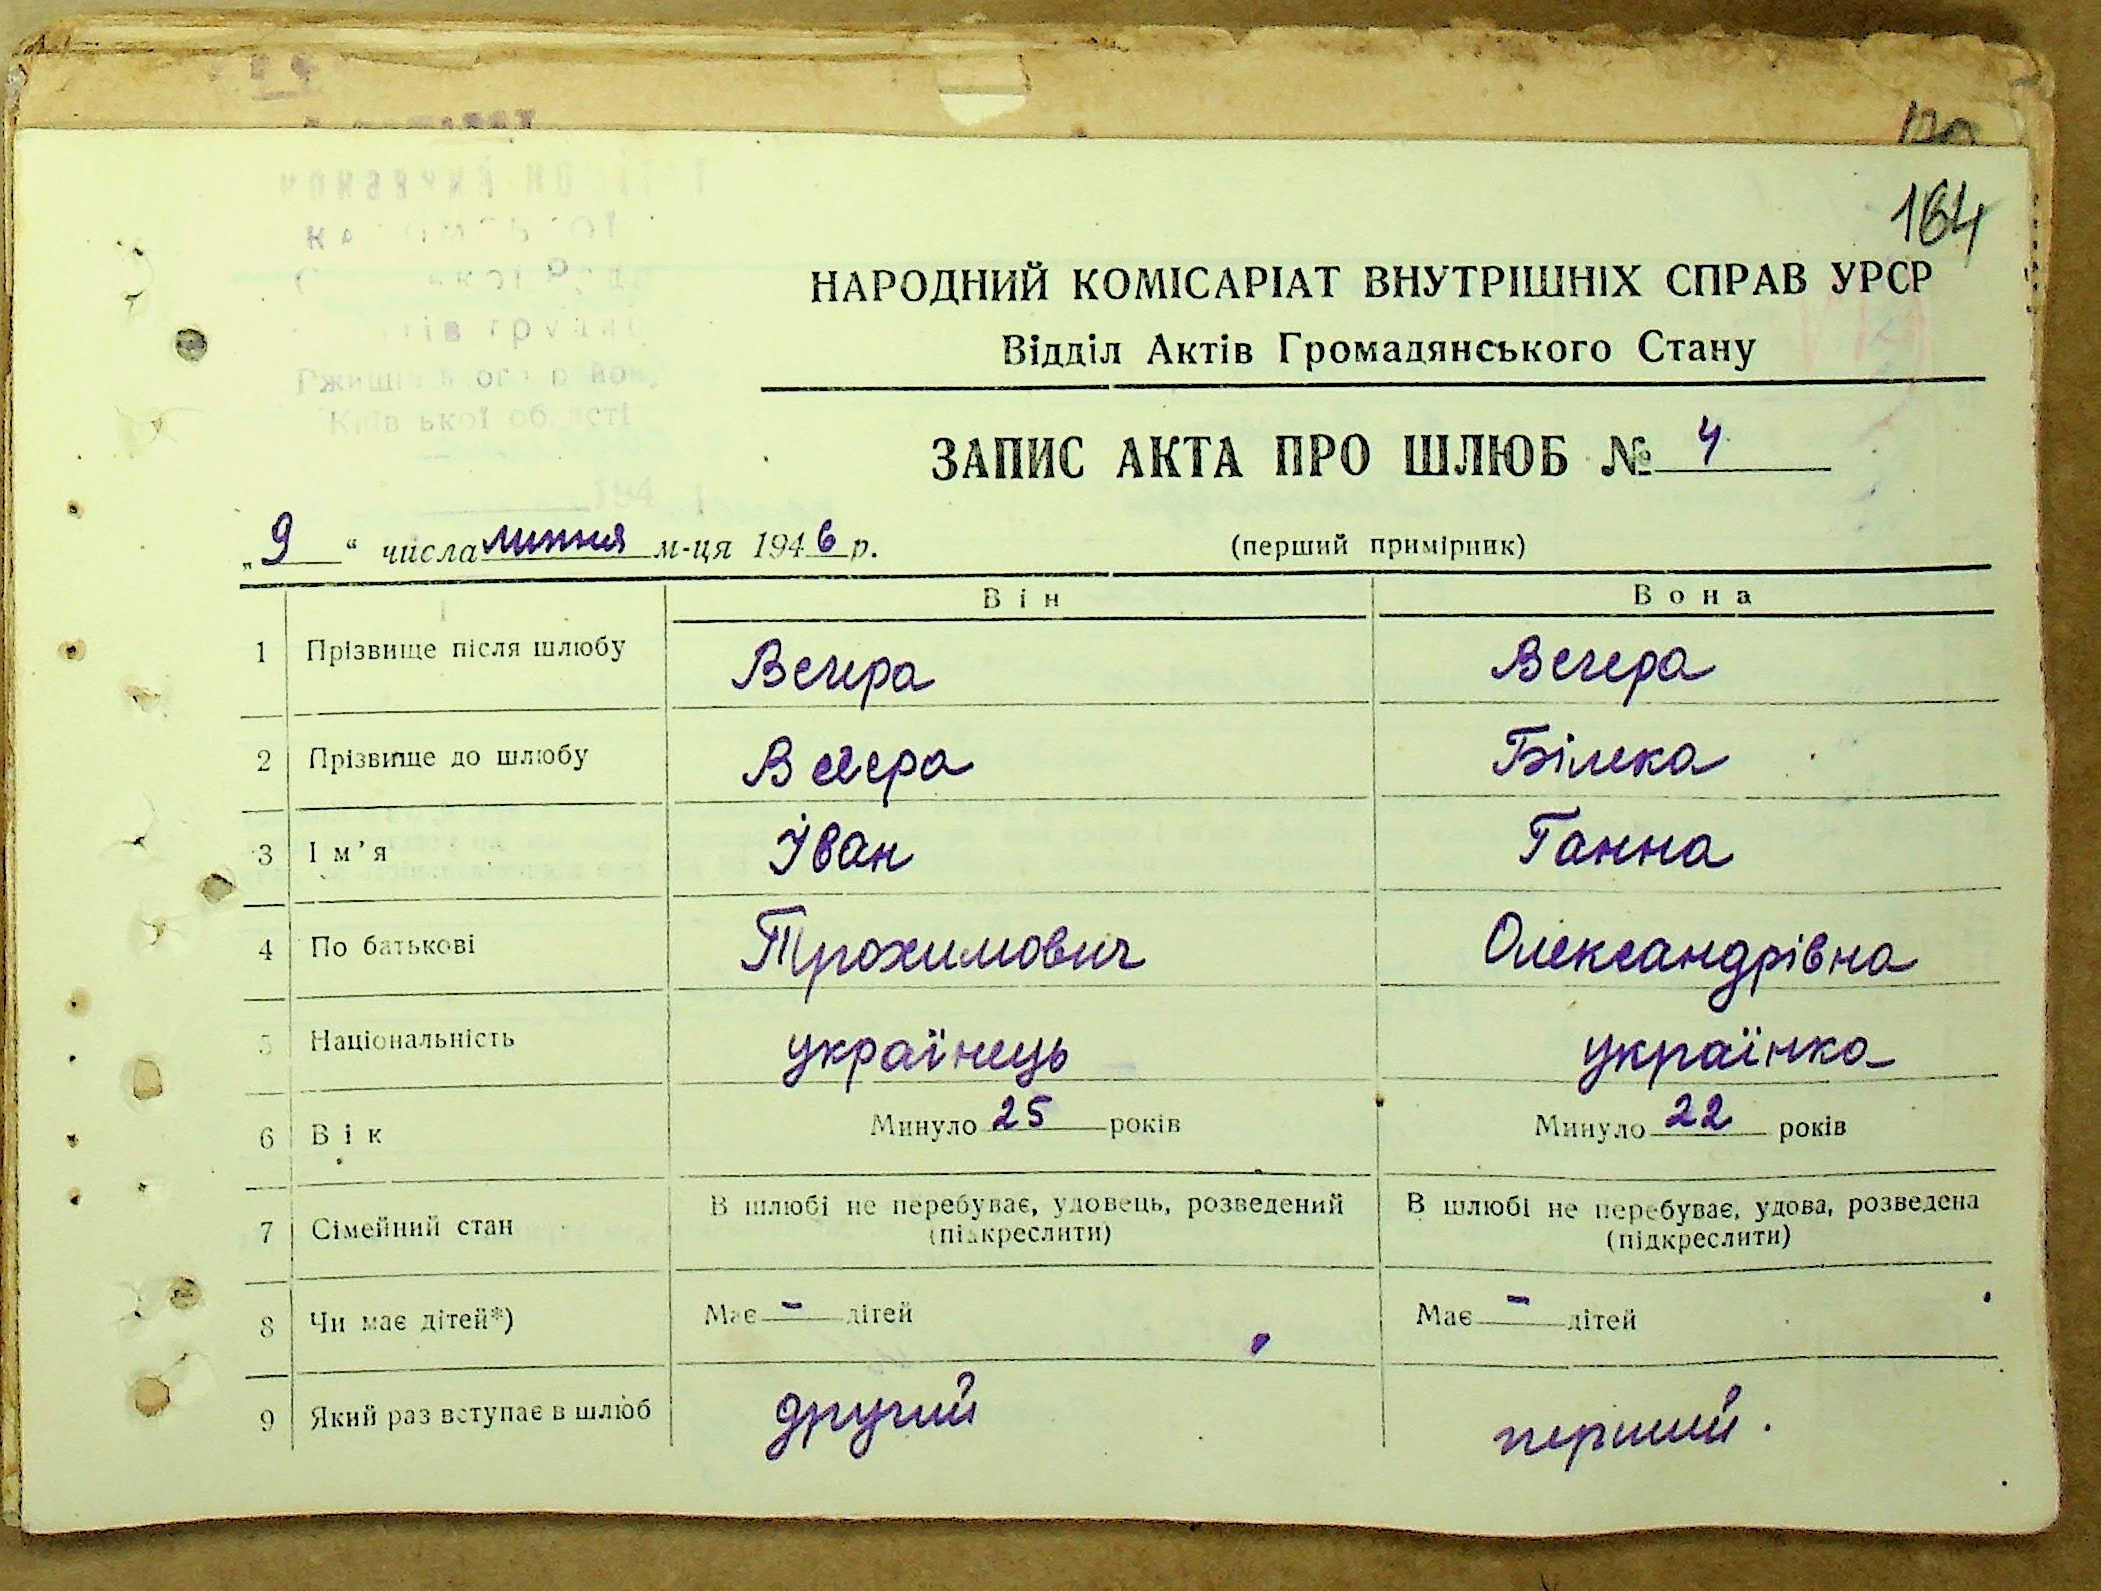 164
НАРОДНИЙ КОМІСАРІАТ ВНУТРІШНІХ СПРАВ УРСР
Відділ Актів Громадянського Стану
ЗАПИС АКТА ПРО ШЛЮБ № 4
„9“ числа липня м-ця 1946 р. (перший примірник)
Він Вона
1 Прізвище після шлюбу Вечера Вечера
2 Прізвище до шлюбу Вечера Білека
3 Ім’я Іван Ганна
4 По батькові Трохимович Олександрівна
5 Національність українець українка
6 Вік Минуло 25 років Минуло 22 років
7 Сімейний стан В шлюбі не перебуває, удовець, розведений В шлюбі не перебуває, удова, розведена
(підкреслити) (підкреслити)
8 Чи має дітей*) Має – дітей Має – дітей
9 Який раз вступає в шлюб другий перший.